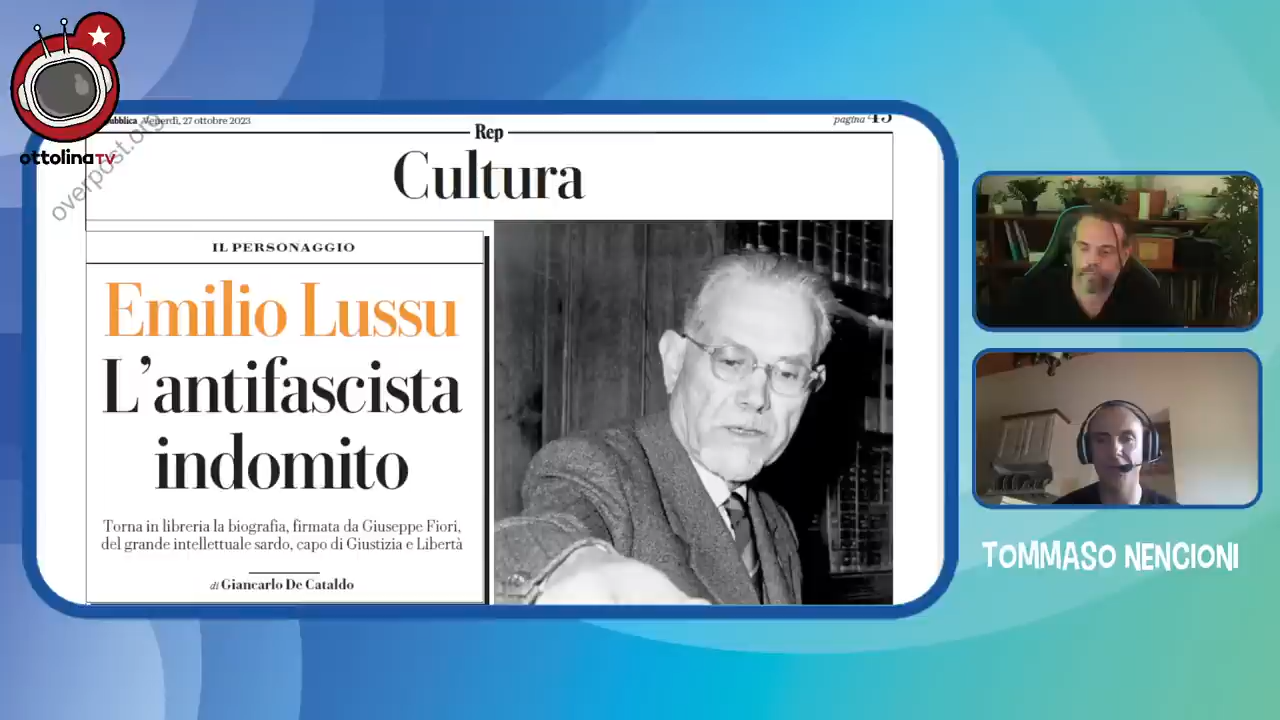 ottolinaTV
overpost.org
Venerdì, 27 ottobre 2023
pagina
Rep
Cultura
IL PERSONAGGIO
Emilio Lussu
L'antifascista
indomito
Torna in libreria la biografia, firmata da Giuseppe Fiori,
del grande intellettuale sardo, capo di Giustizia e Libertà
di Giancarlo De Cataldo
TOMMASO NENCIONI